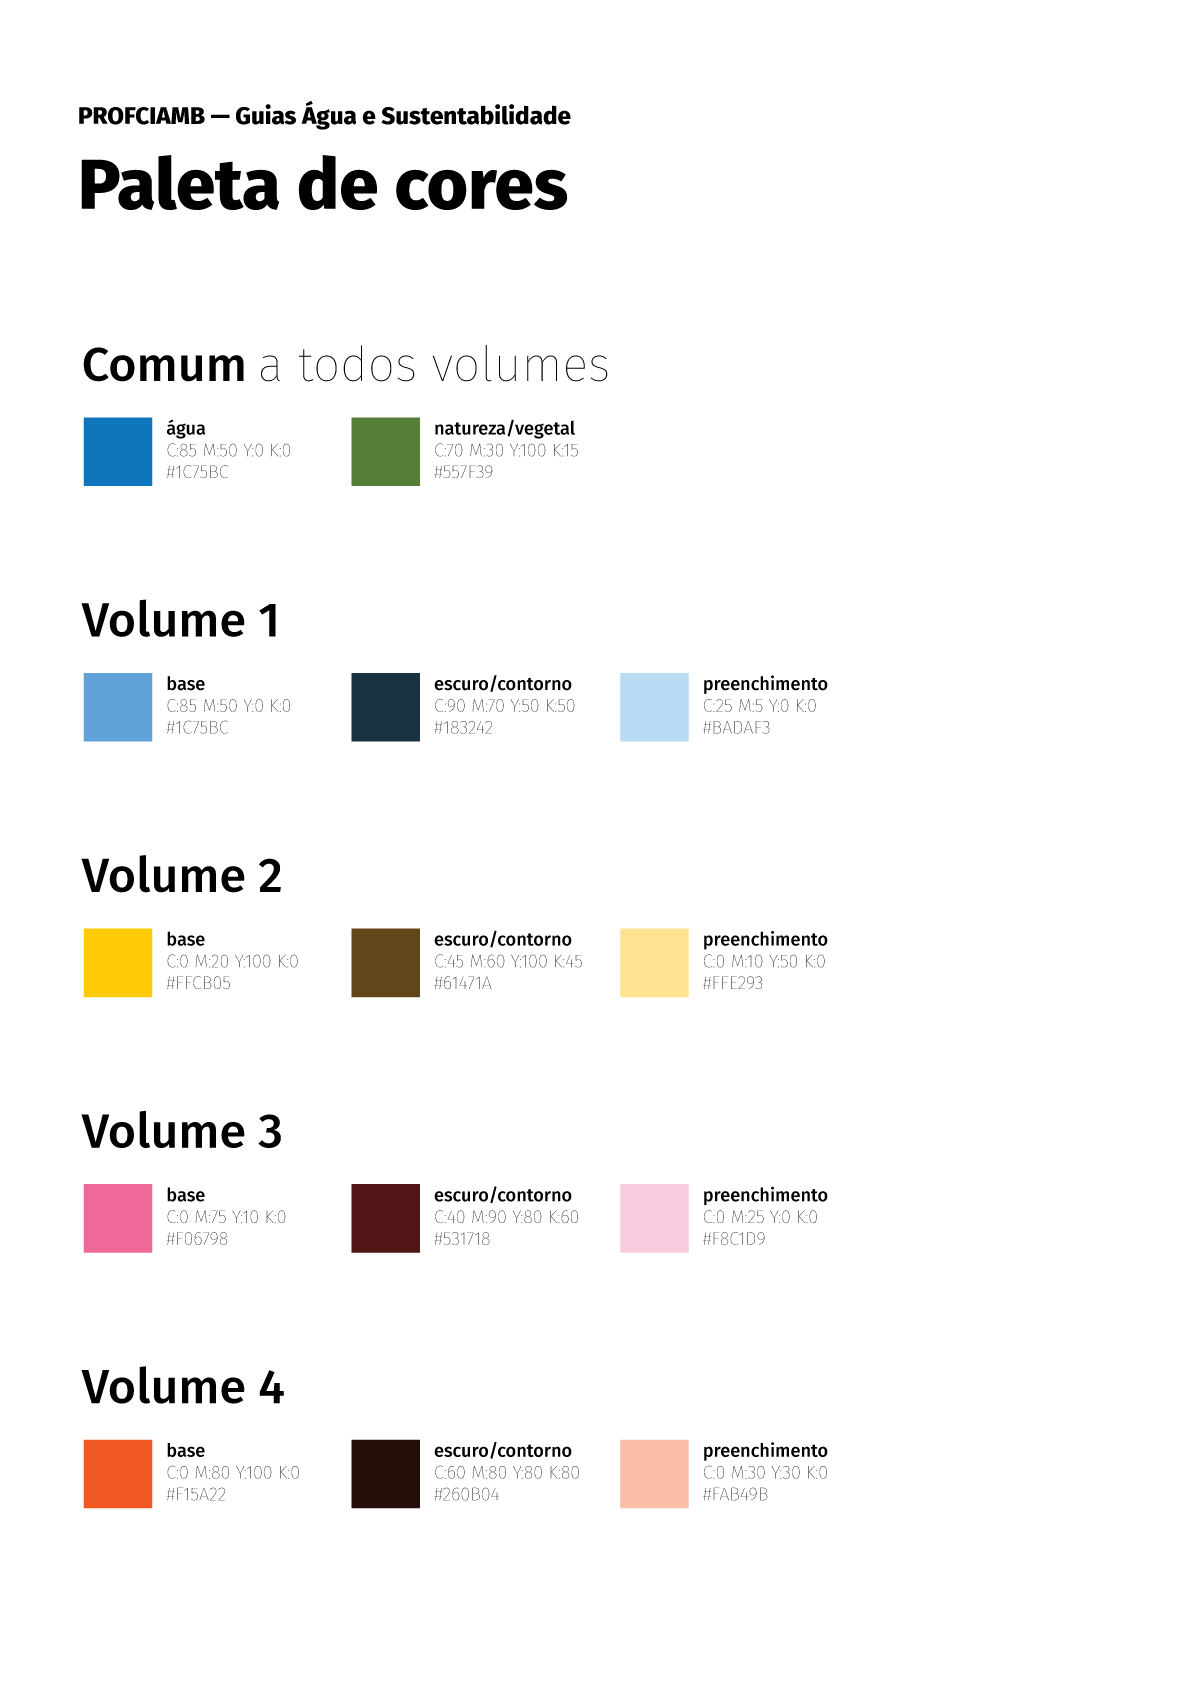 PROFCIAMB — Guias Água e Sustentabilidade
Paleta de cores
Comum a todos volumes
água
C:85 M:50 Y:0 K:0
#1C75BC
natureza/vegetal
C:70 M:30 Y:100 K:15
#557F39
Volume 1
base
C:85 M:50 Y:0 K:0
#1C75BC
escuro/contorno
C:90 M:70 Y:50 K:50
#183242
preenchimento
C:25 M:5 Y:0 K:0
#BADAF3
Volume 2
base
C:0 M:20 Y:100 K:0
#FFCB05
escuro/contorno
C:45 M:60 Y:100 K:45
#61471A
preenchimento
C:0 M:10 Y:50 K:0
#FFE293
Volume 3
base
C:0 M:75 Y:10 K:0
#F06798
escuro/contorno
C:40 M:90 Y:80 K:60
#531718
preenchimento
C:0 M:25 Y:0 K:0
#F8C1D9
Volume 4
base
C:0 M:80 Y:100 K:0
#F15A22
escuro/contorno
C:60 M:80 Y:80 K:80
#260B04
preenchimento
C:0 M:30 Y:30 K:0
#FAB49B